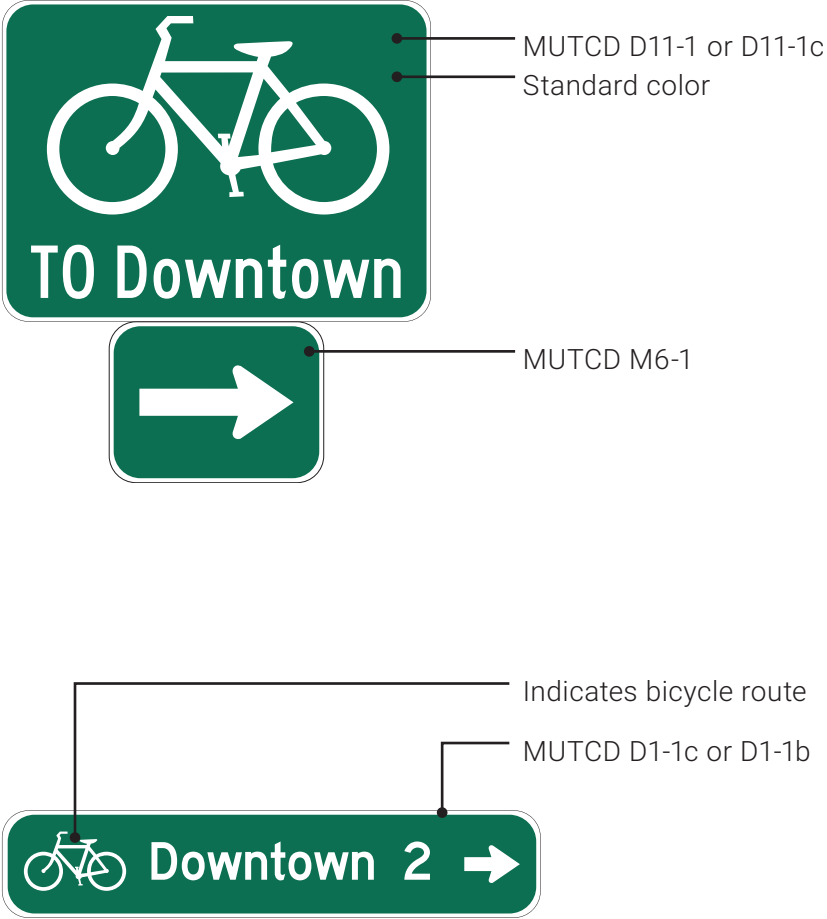 MUTCD D11-1 or D11-1c
Standard color
TO Downtown
MUTCD M6-1
Indicates bicycle route
MUTCD D1-1c or D1-1b
Downtown 2